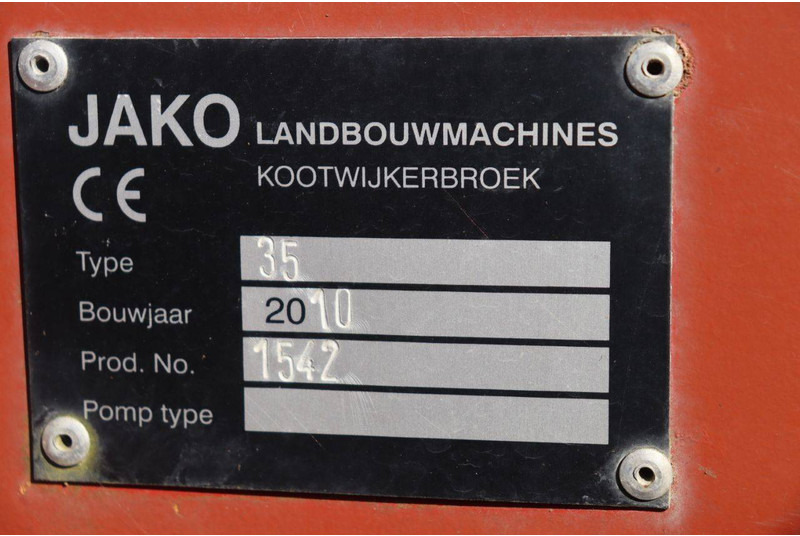 JAKO LANDBOUWMACHINES
CE KOOTWIJKERBROEK
Type 35
Bouwjaar 2010
Prod. No. 1542
Pomp type